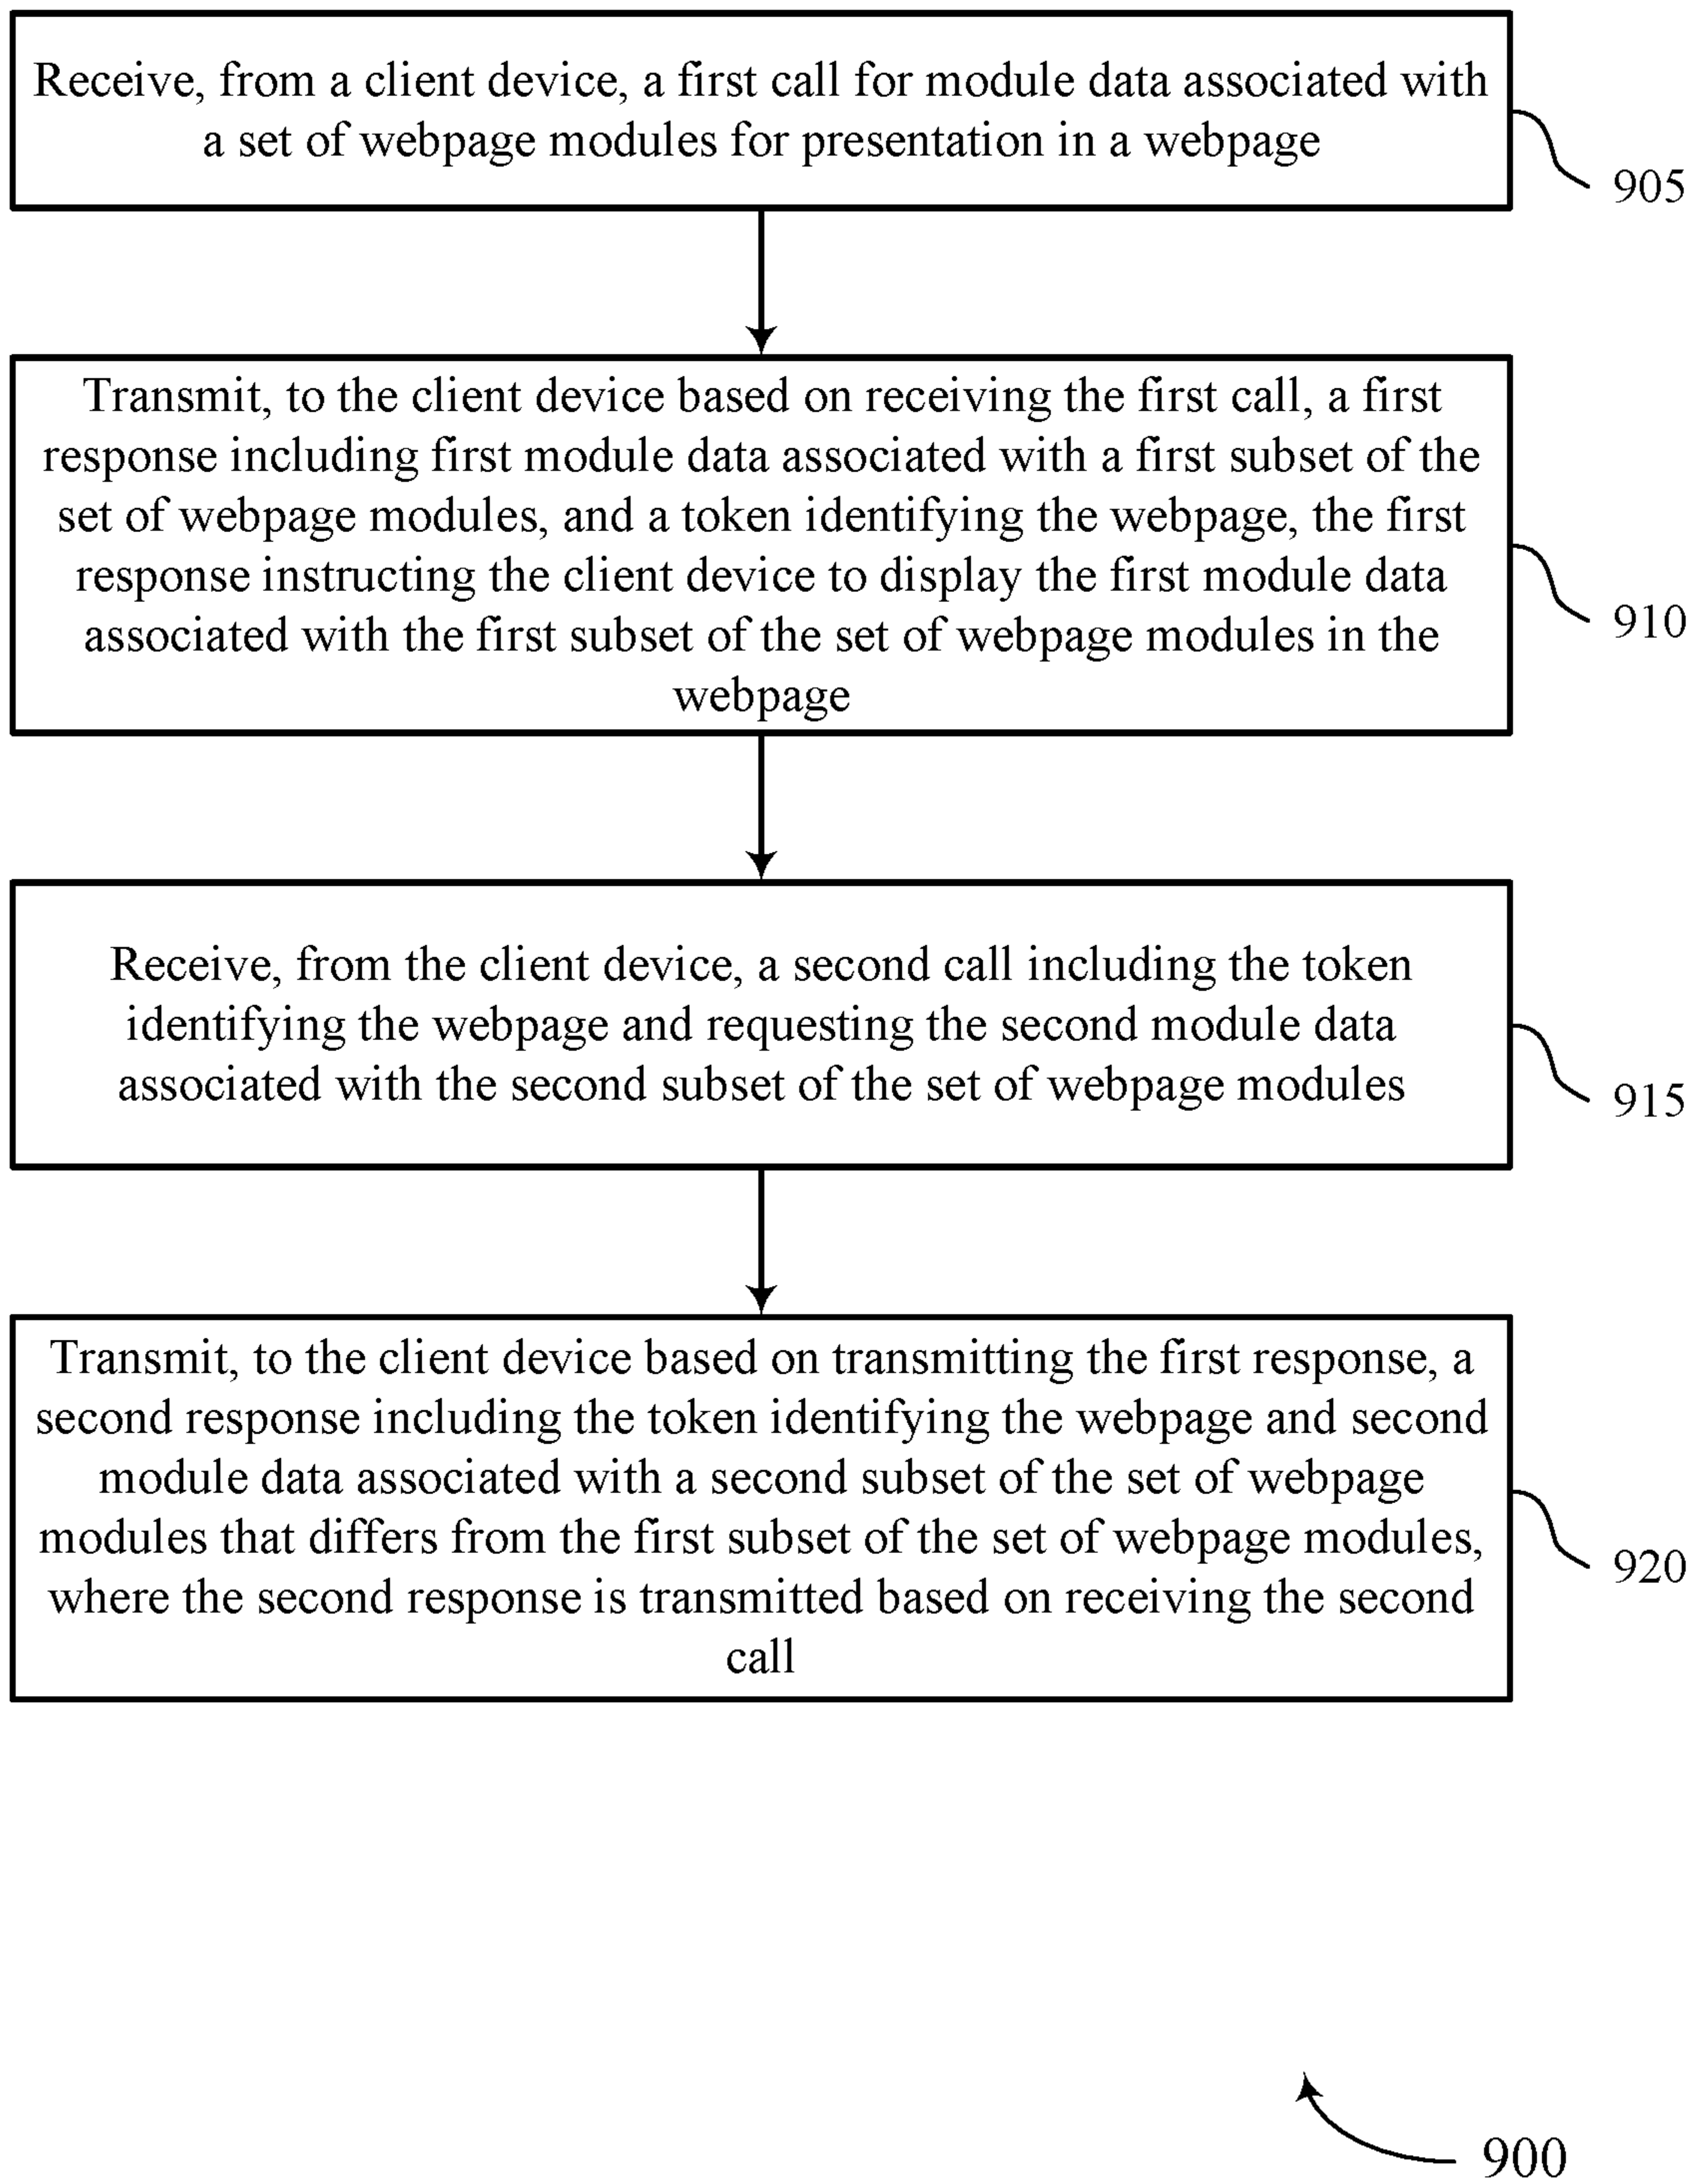 Receive, from a client device, a first call for module data associated with
a set of webpage modules for presentation in a webpage
905
Transmit, to the client device based on receiving the first call, a first
response including first module data associated with a first subset of the
set of webpage modules, and a token identifying the webpage, the first
response instructing the client device to display the first module data
associated with the first subset of the set of webpage modules in the
webpage
910
Receive, from the client device, a second call including the token
identifying the webpage and requesting the second module data
associated with the second subset of the set of webpage modules
915
Transmit, to the client device based on transmitting the first response, a
second response including the token identifying the webpage and second
module data associated with a second subset of the set of webpage
modules that differs from the first subset of the set of webpage modules,
where the second response is transmitted based on receiving the second
call
920
900